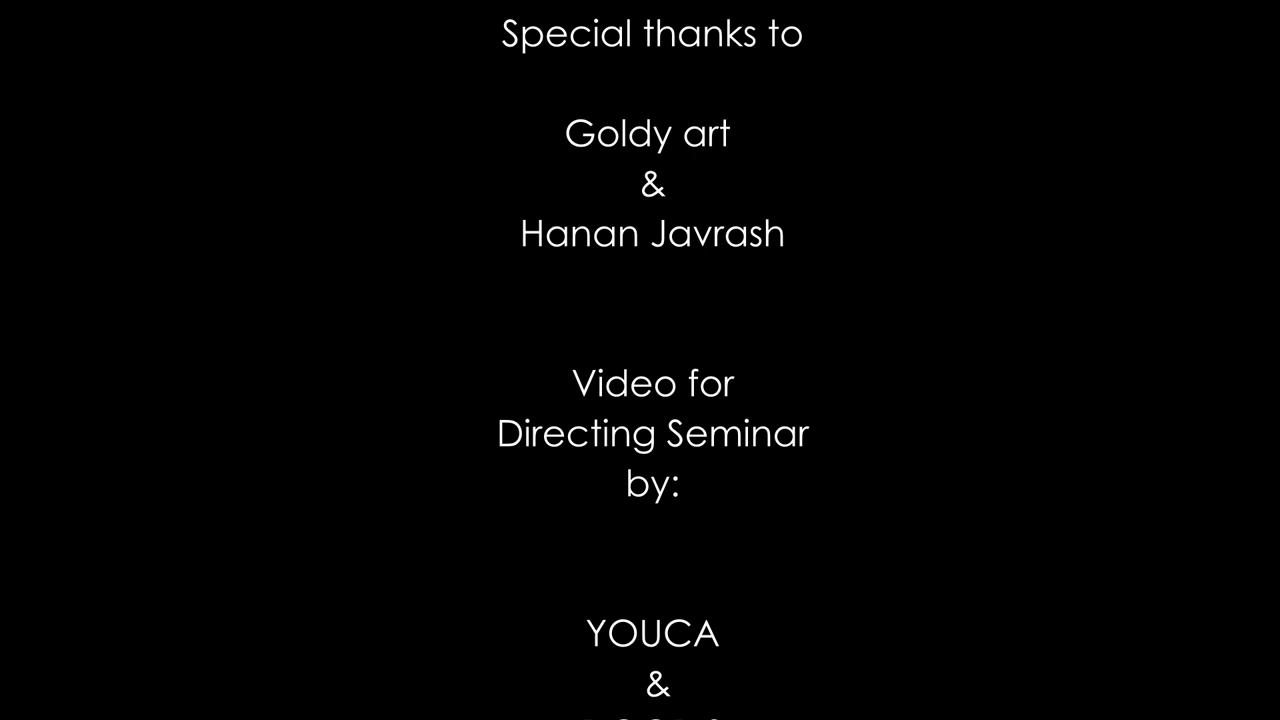 Special thanks to
Goldy art
&
Hanan Javrash
Video for
Directing Seminar
by:
YOUCA
&